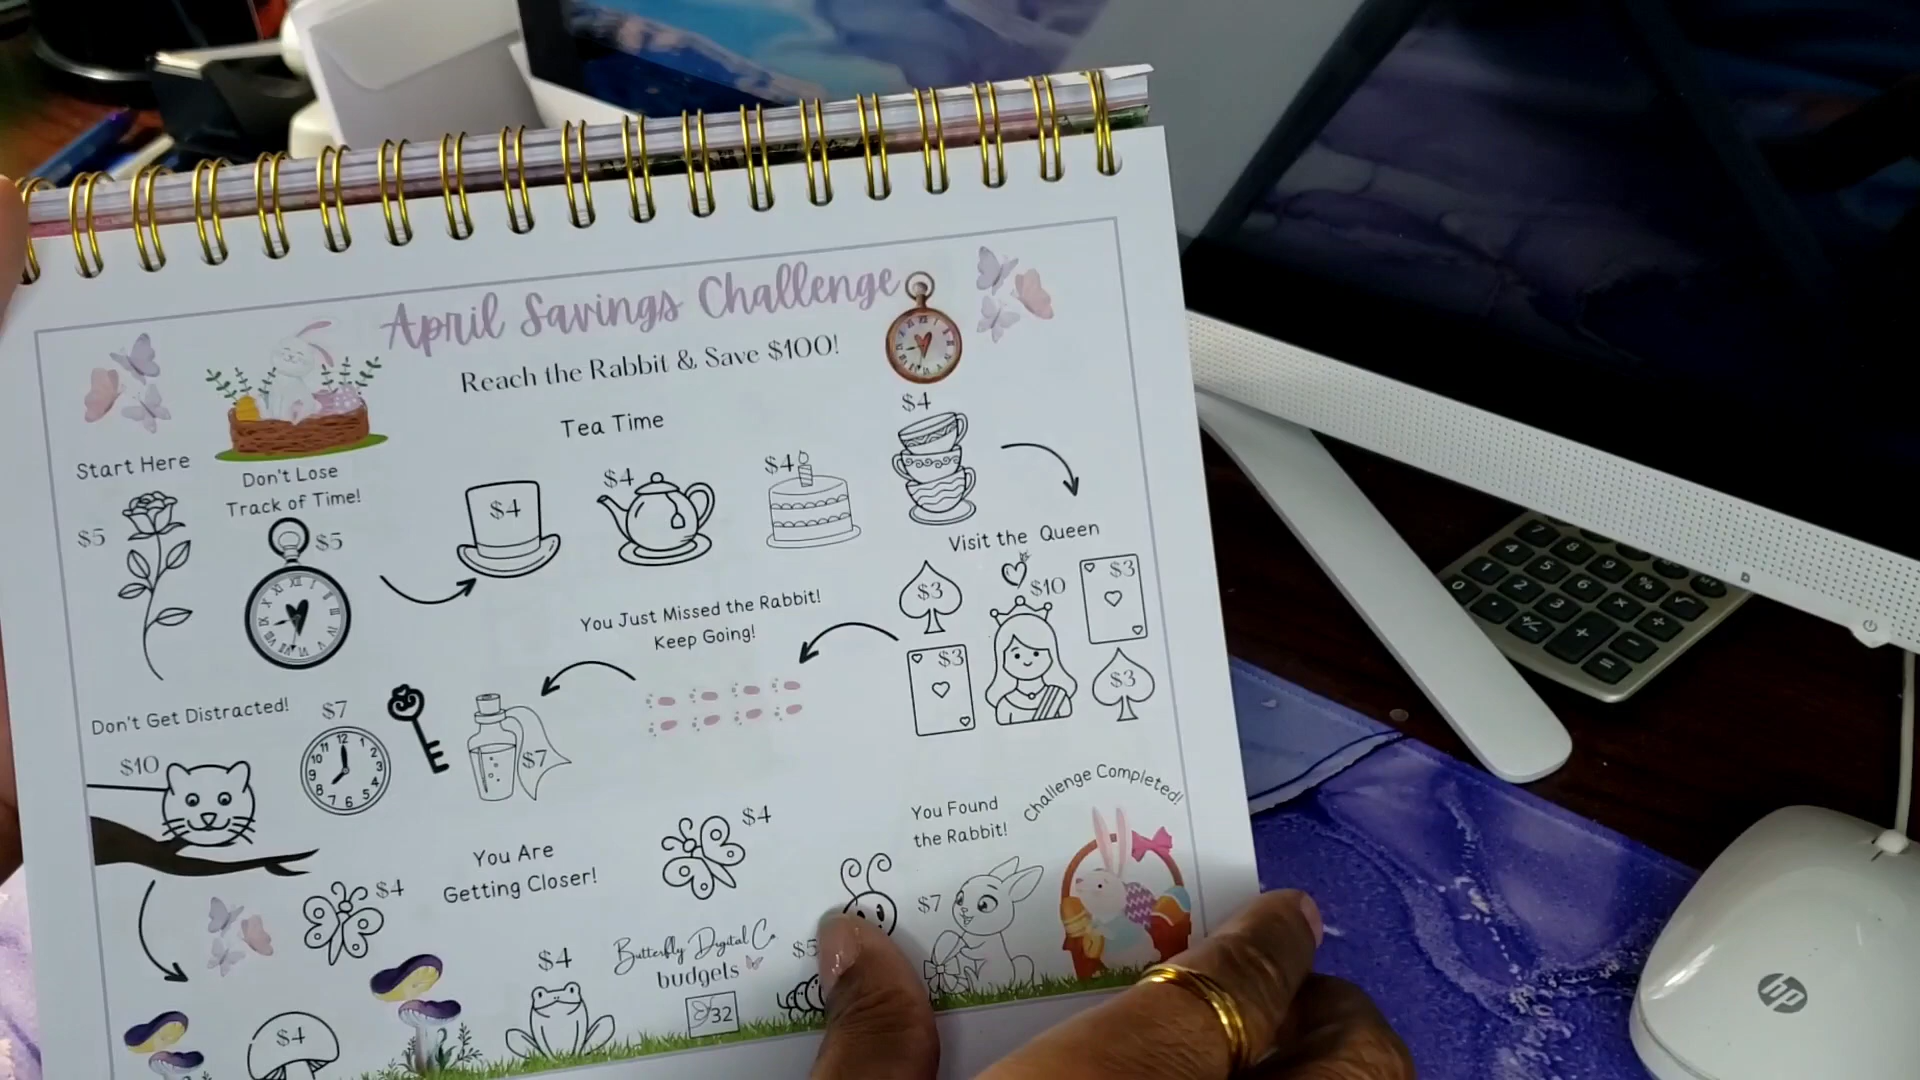 April Savings Challenge
Reach the Rabbit & Save $100!
Start Here
$5
Don't Lose
Track of Time!
$5
Tea Time
$4
$4
$4
$4
Visit the Queen
$3
$10
$3
$3
$3
You Just Missed the Rabbit!
Keep Going!
$7
$7
Don't Get Distracted!
$10
$4
You Are
Getting Closer!
$4
$4
$4
Butterfly Digital Co
budgets
32
$5
You Found
the Rabbit!
$7
Challenge Completed!
hp